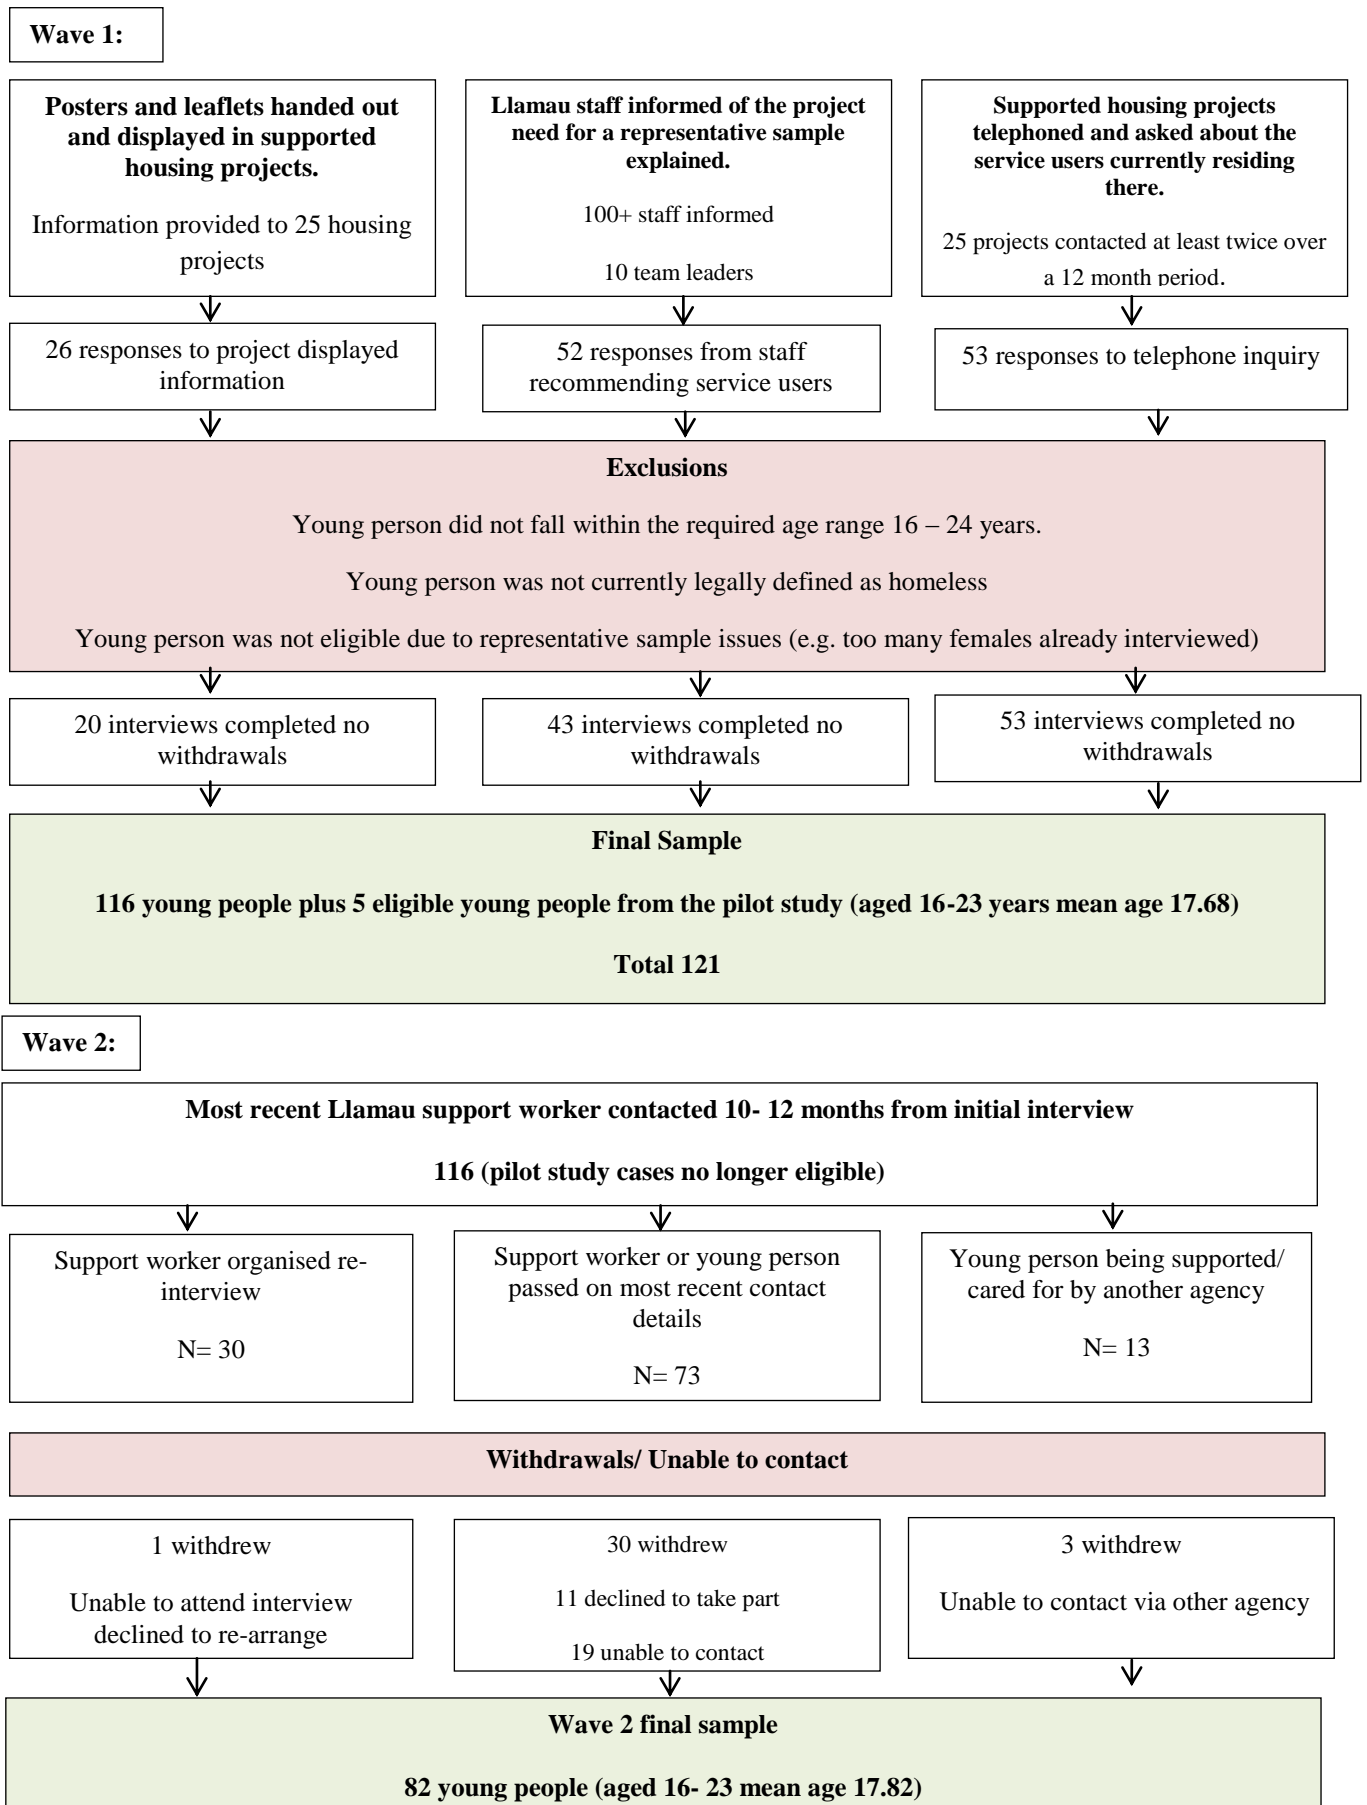 Wave 1:
Posters and leaflets handed out
and displayed in supported
housing projects.
Information provided to 25 housing
projects
Llamau staff informed of the project
need for a representative sample
explained.
100+ staff informed
10 team leaders
Supported housing projects
telephoned and asked about the
service users currently residing
there.
25 projects contacted at least twice over
a 12 month period.
26 responses to project displayed
information
52 responses from staff
recommending service users
53 responses to telephone inquiry
Exclusions
Young person did not fall within the required age range 16 – 24 years.
Young person was not currently legally defined as homeless
Young person was not eligible due to representative sample issues (e.g. too many females already interviewed)
20 interviews completed no
withdrawals
43 interviews completed no
withdrawals
53 interviews completed no
withdrawals
Final Sample
116 young people plus 5 eligible young people from the pilot study (aged 16-23 years mean age 17.68)
Total 121
Wave 2:
Most recent Llamau support worker contacted 10- 12 months from initial interview
116 (pilot study cases no longer eligible)
Support worker organised re-
interview
N= 30
Support worker or young person
passed on most recent contact
details
N= 73
Young person being supported/
cared for by another agency
N= 13
Withdrawals/ Unable to contact
1 withdrew
Unable to attend interview
declined to re-arrange
30 withdrew
11 declined to take part
19 unable to contact
3 withdrew
Unable to contact via other agency
Wave 2 final sample
82 young people (aged 16- 23 mean age 17.82)